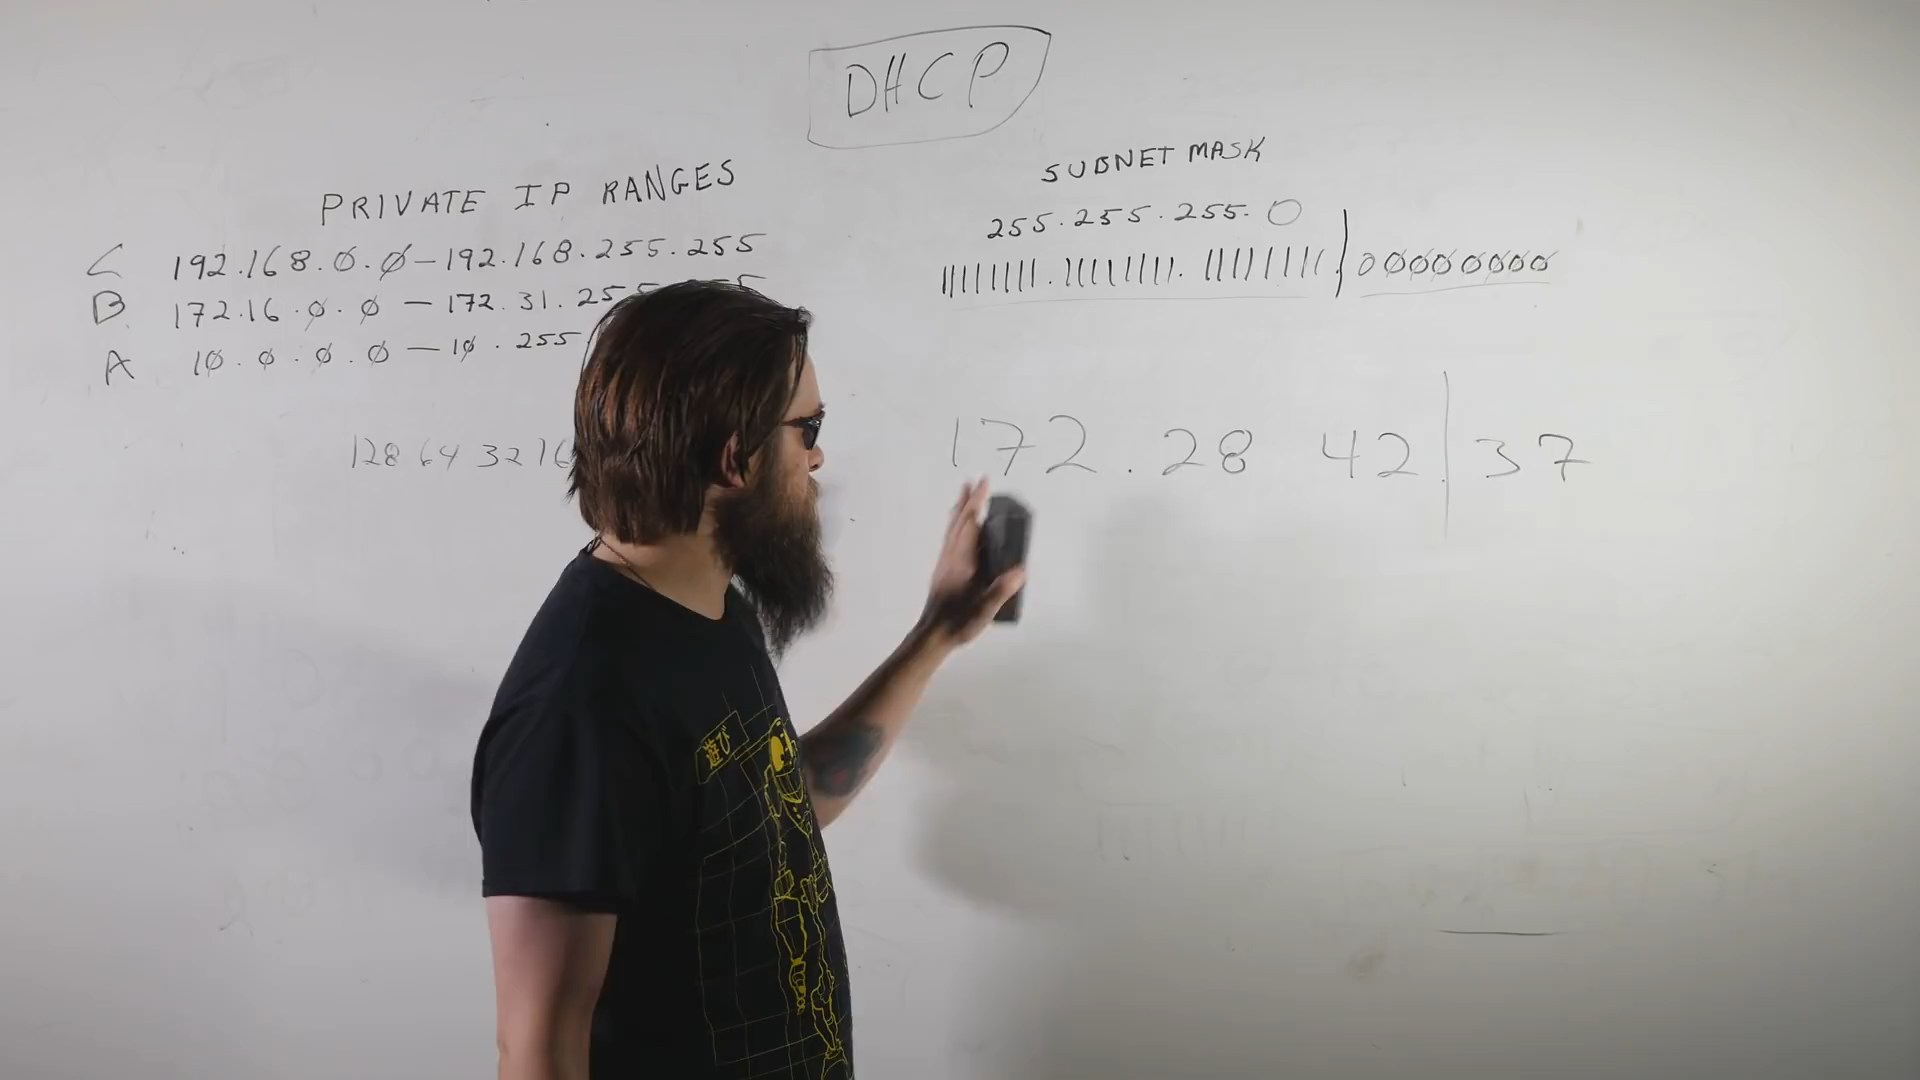 DHCP
PRIVATE IP RANGES
C 192.168.0.0 – 192.168.255.255
B 172.16.0.0 – 172.31.255
A 10.0.0.0 – 10.255
128 64 32 16
SUBNET MASK
255.255.255.0
11111111.11111111.11111111.|00000000
172.28 42.|37
遊び